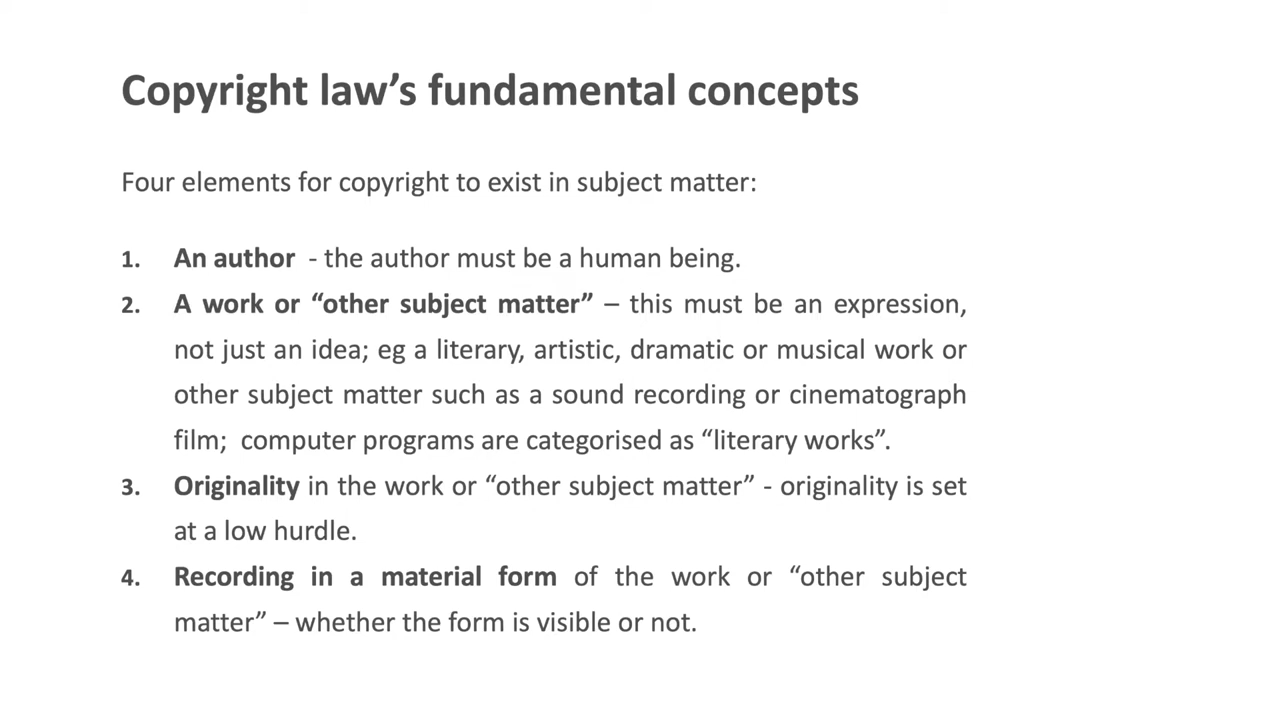 Copyright law’s fundamental concepts
Four elements for copyright to exist in subject matter:
1. An author - the author must be a human being.
2. A work or “other subject matter” – this must be an expression,
not just an idea; eg a literary, artistic, dramatic or musical work or
other subject matter such as a sound recording or cinematograph
film; computer programs are categorised as “literary works”.
3. Originality in the work or “other subject matter” - originality is set
at a low hurdle.
4. Recording in a material form of the work or “other subject
matter” – whether the form is visible or not.